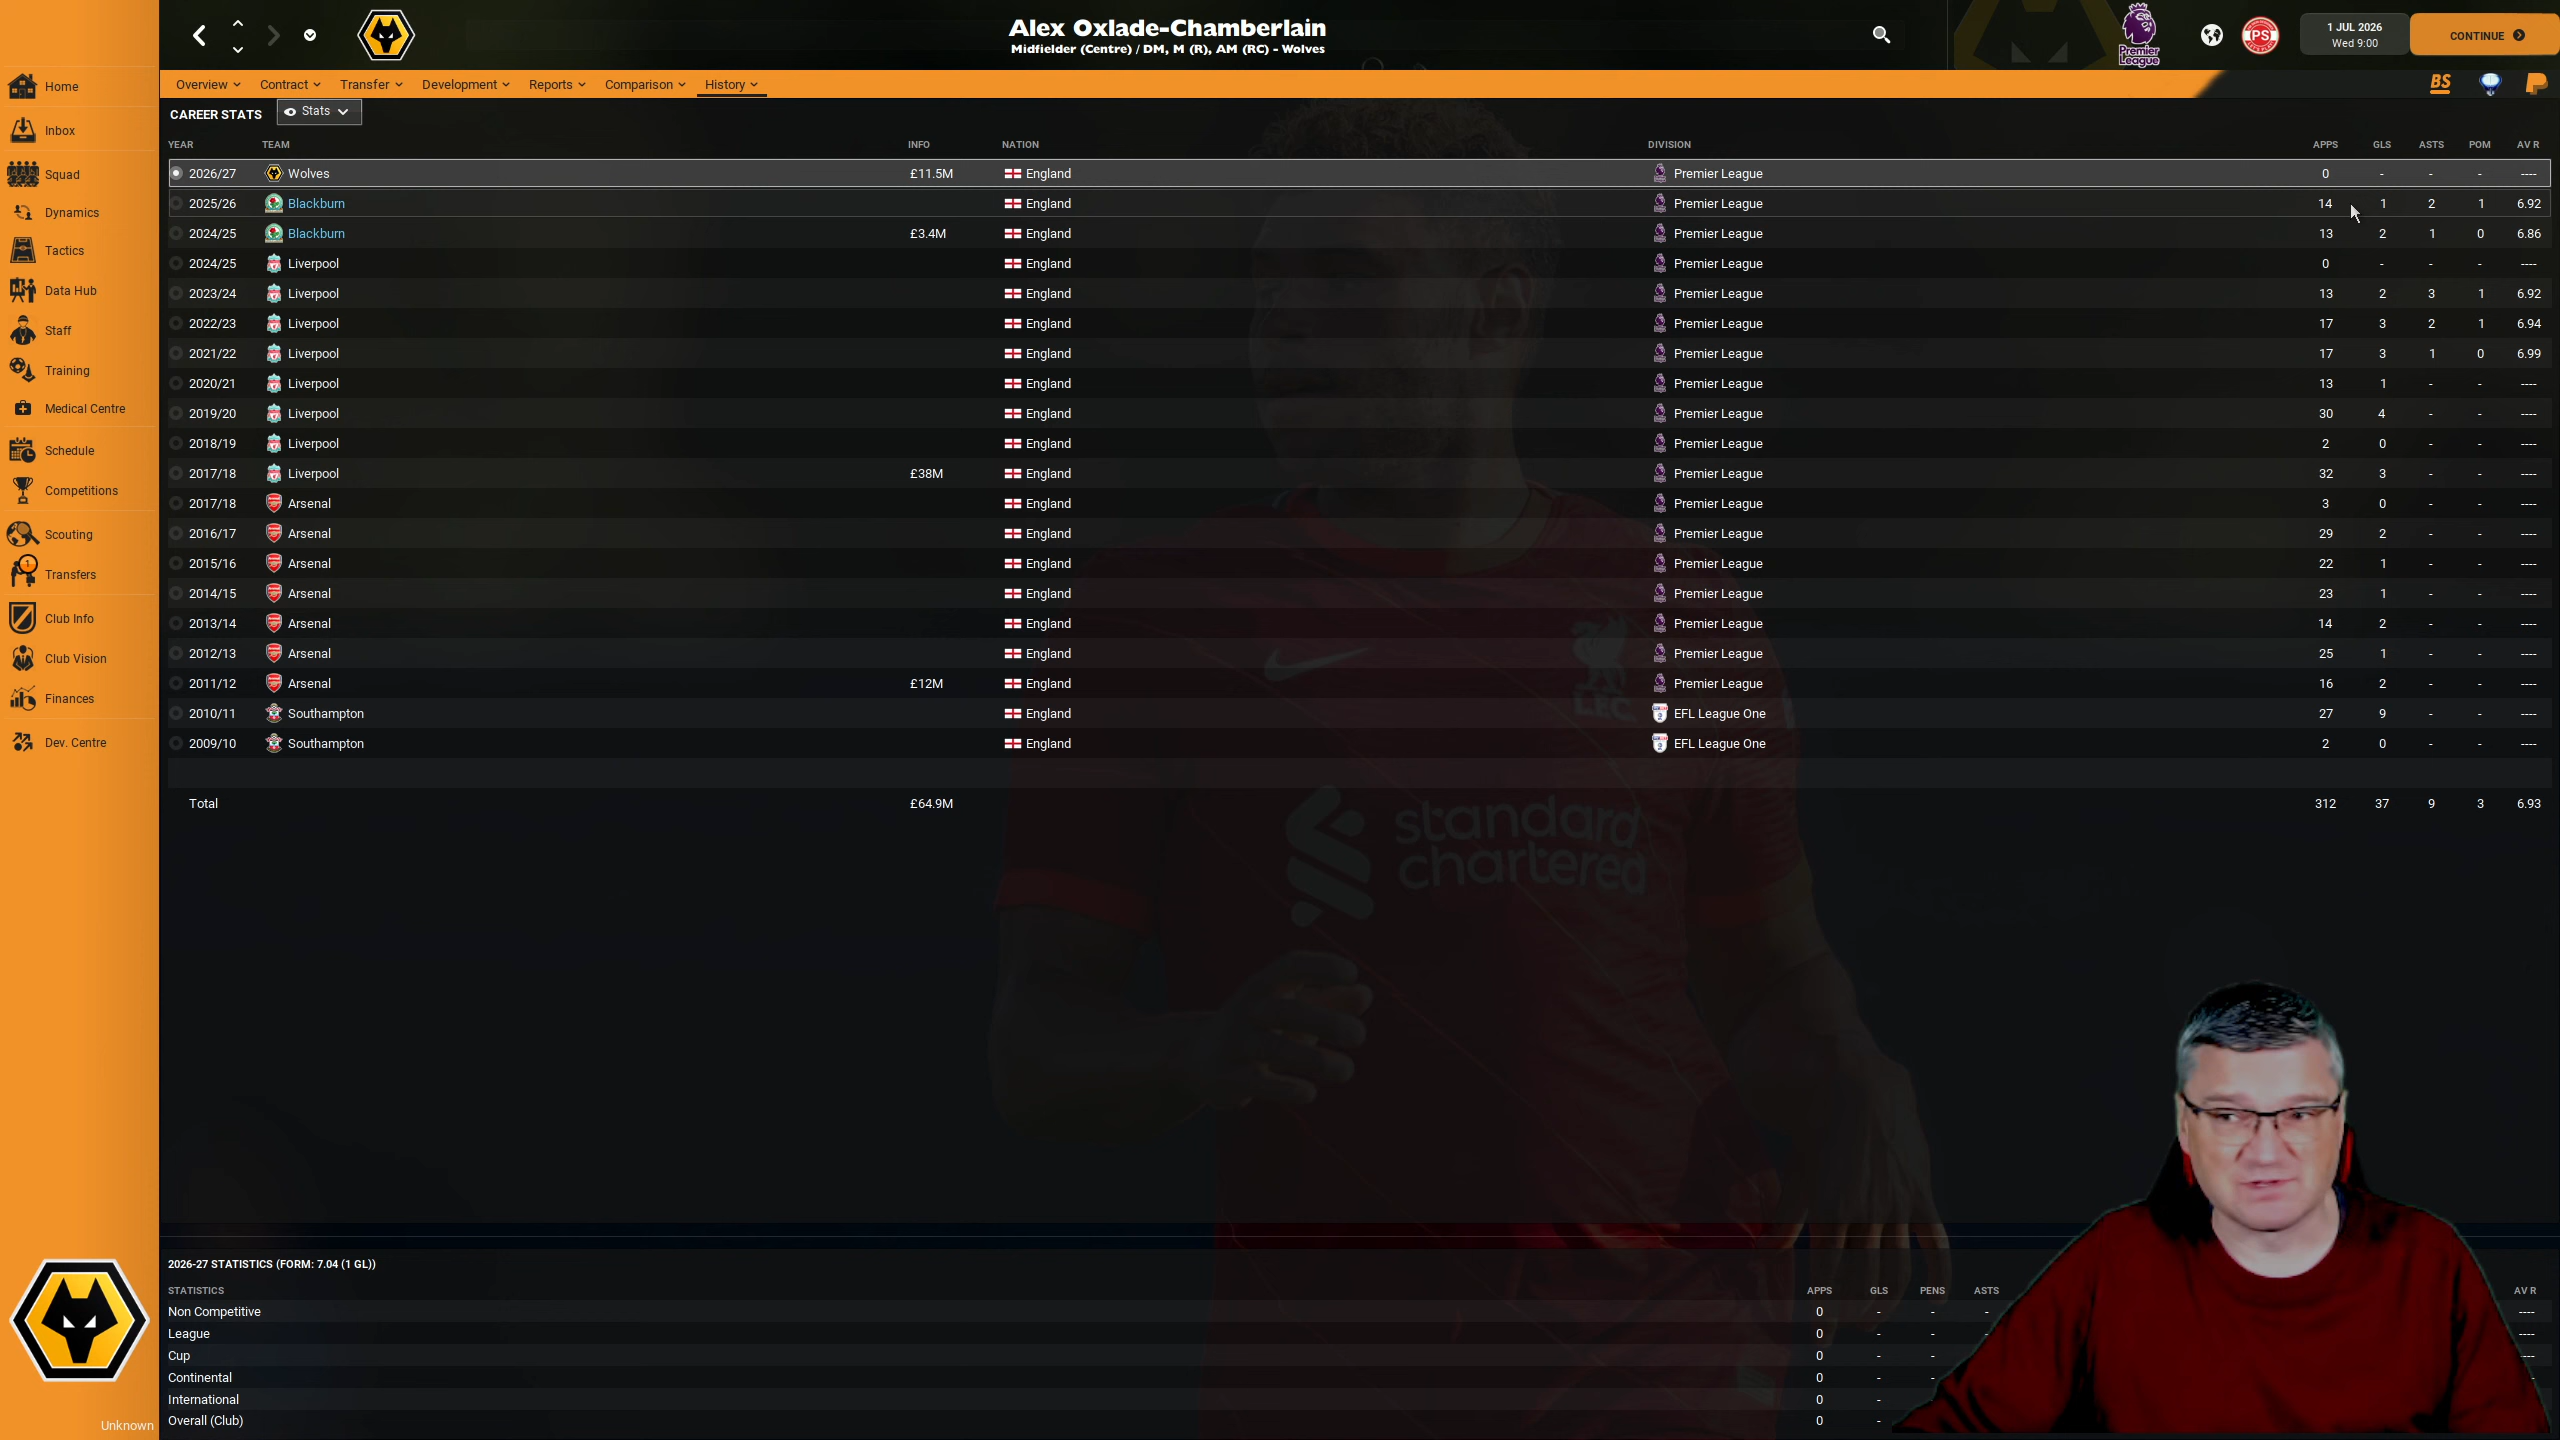 Alex Oxlade-Chamberlain
Midfielder (Centre) / DM, M (R), AM (RC) - Wolves
Premier League
PS
1 JUL 2026
Wed 9:00
CONTINUE
Overview Contract Transfer Development Reports Comparison History
BS
Home
Inbox
Squad
Dynamics
Tactics
Data Hub
Staff
Training
Medical Centre
Schedule
Competitions
Scouting
1
Transfers
Club Info
Club Vision
Finances
Dev. Centre
Unknown
CAREER STATS Stats
YEAR TEAM INFO NATION DIVISION APPS GLS ASTS POM AV R
2026/27 Wolves £11.5M England Premier League 0 - - - ----
2025/26 Blackburn England Premier League 14 1 2 1 6.92
2024/25 Blackburn £3.4M England Premier League 13 2 1 0 6.86
2024/25 Liverpool England Premier League 0 - - - ----
2023/24 Liverpool England Premier League 13 2 3 1 6.92
2022/23 Liverpool England Premier League 17 3 2 1 6.94
2021/22 Liverpool England Premier League 17 3 1 0 6.99
2020/21 Liverpool England Premier League 13 1 - - ----
2019/20 Liverpool England Premier League 30 4 - - ----
2018/19 Liverpool England Premier League 2 0 - - ----
2017/18 Liverpool £38M England Premier League 32 3 - - ----
2017/18 Arsenal England Premier League 3 0 - - ----
2016/17 Arsenal England Premier League 29 2 - - ----
2015/16 Arsenal England Premier League 22 1 - - ----
2014/15 Arsenal England Premier League 23 1 - - ----
2013/14 Arsenal England Premier League 14 2 - - ----
2012/13 Arsenal England Premier League 25 1 - - ----
2011/12 Arsenal £12M England Premier League 16 2 - - ----
2010/11 Southampton England EFL League One 27 9 - - ----
2009/10 Southampton England EFL League One 2 0 - - ----
Total £64.9M 312 37 9 3 6.93
L.F.C.
standard
chartered
2026-27 STATISTICS (FORM: 7.04 (1 GL))
STATISTICS APPS GLS PENS ASTS AV R
Non Competitive 0 - - - ----
League 0 - - - ----
Cup 0 - - ----
Continental 0 - -
International 0 - -
Overall (Club) 0 -